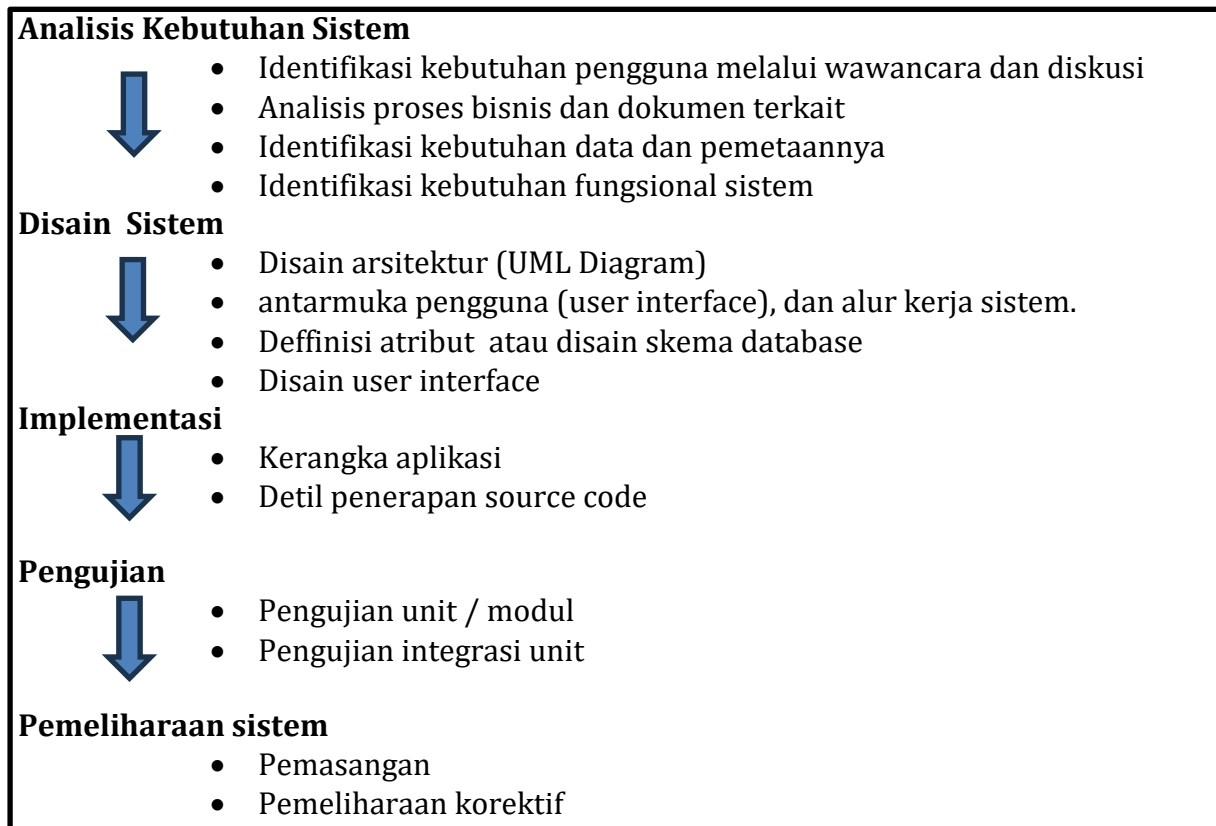 Analisis Kebutuhan Sistem
• Identifikasi kebutuhan pengguna melalui wawancara dan diskusi
• Analisis proses bisnis dan dokumen terkait
• Identifikasi kebutuhan data dan pemetaannya
• Identifikasi kebutuhan fungsional sistem
Disain  Sistem
• Disain arsitektur (UML Diagram)
• antarmuka pengguna (user interface), dan alur kerja sistem.
• Deffinisi atribut  atau disain skema database
• Disain user interface
Implementasi
• Kerangka aplikasi
• Detil penerapan source code
Pengujian
• Pengujian unit / modul
• Pengujian integrasi unit
Pemeliharaan sistem
• Pemasangan
• Pemeliharaan korektif